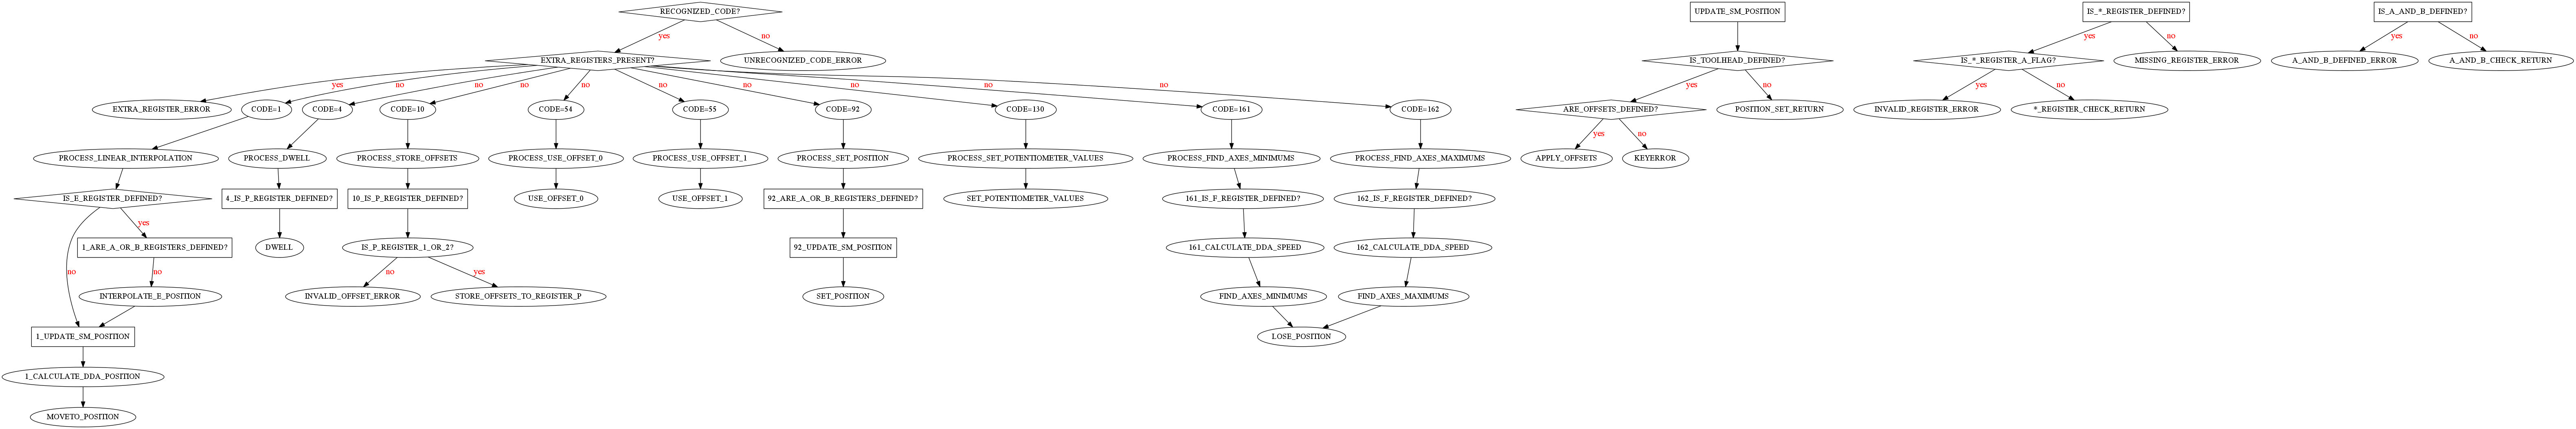 RECOGNIZED_CODE?
UPDATE_SM_POSITION
IS_*_REGISTER_DEFINED?
IS_A_AND_B_DEFINED?
yes
no
yes
no
yes
no
EXTRA_REGISTERS_PRESENT?
UNRECOGNIZED_CODE_ERROR
IS_TOOLHEAD_DEFINED?
IS_*_REGISTER_A_FLAG?
MISSING_REGISTER_ERROR
A_AND_B_DEFINED_ERROR
A_AND_B_CHECK_RETURN
yes
no
no
no
no
no
no
no
no
no
yes
no
yes
no
EXTRA_REGISTER_ERROR
CODE=1
CODE=4
CODE=10
CODE=54
CODE=55
CODE=92
CODE=130
CODE=161
CODE=162
ARE_OFFSETS_DEFINED?
POSITION_SET_RETURN
INVALID_REGISTER_ERROR
*_REGISTER_CHECK_RETURN
yes
no
PROCESS_LINEAR_INTERPOLATION
PROCESS_DWELL
PROCESS_STORE_OFFSETS
PROCESS_USE_OFFSET_0
PROCESS_USE_OFFSET_1
PROCESS_SET_POSITION
PROCESS_SET_POTENTIOMETER_VALUES
PROCESS_FIND_AXES_MINIMUMS
PROCESS_FIND_AXES_MAXIMUMS
APPLY_OFFSETS
KEYERROR
IS_E_REGISTER_DEFINED?
4_IS_P_REGISTER_DEFINED?
10_IS_P_REGISTER_DEFINED?
USE_OFFSET_0
USE_OFFSET_1
92_ARE_A_OR_B_REGISTERS_DEFINED?
SET_POTENTIOMETER_VALUES
161_IS_F_REGISTER_DEFINED?
162_IS_F_REGISTER_DEFINED?
yes
1_ARE_A_OR_B_REGISTERS_DEFINED?
DWELL
IS_P_REGISTER_1_OR_2?
92_UPDATE_SM_POSITION
161_CALCULATE_DDA_SPEED
162_CALCULATE_DDA_SPEED
no
no
no
yes
INTERPOLATE_E_POSITION
INVALID_OFFSET_ERROR
STORE_OFFSETS_TO_REGISTER_P
SET_POSITION
FIND_AXES_MINIMUMS
FIND_AXES_MAXIMUMS
1_UPDATE_SM_POSITION
LOSE_POSITION
1_CALCULATE_DDA_POSITION
MOVETO_POSITION